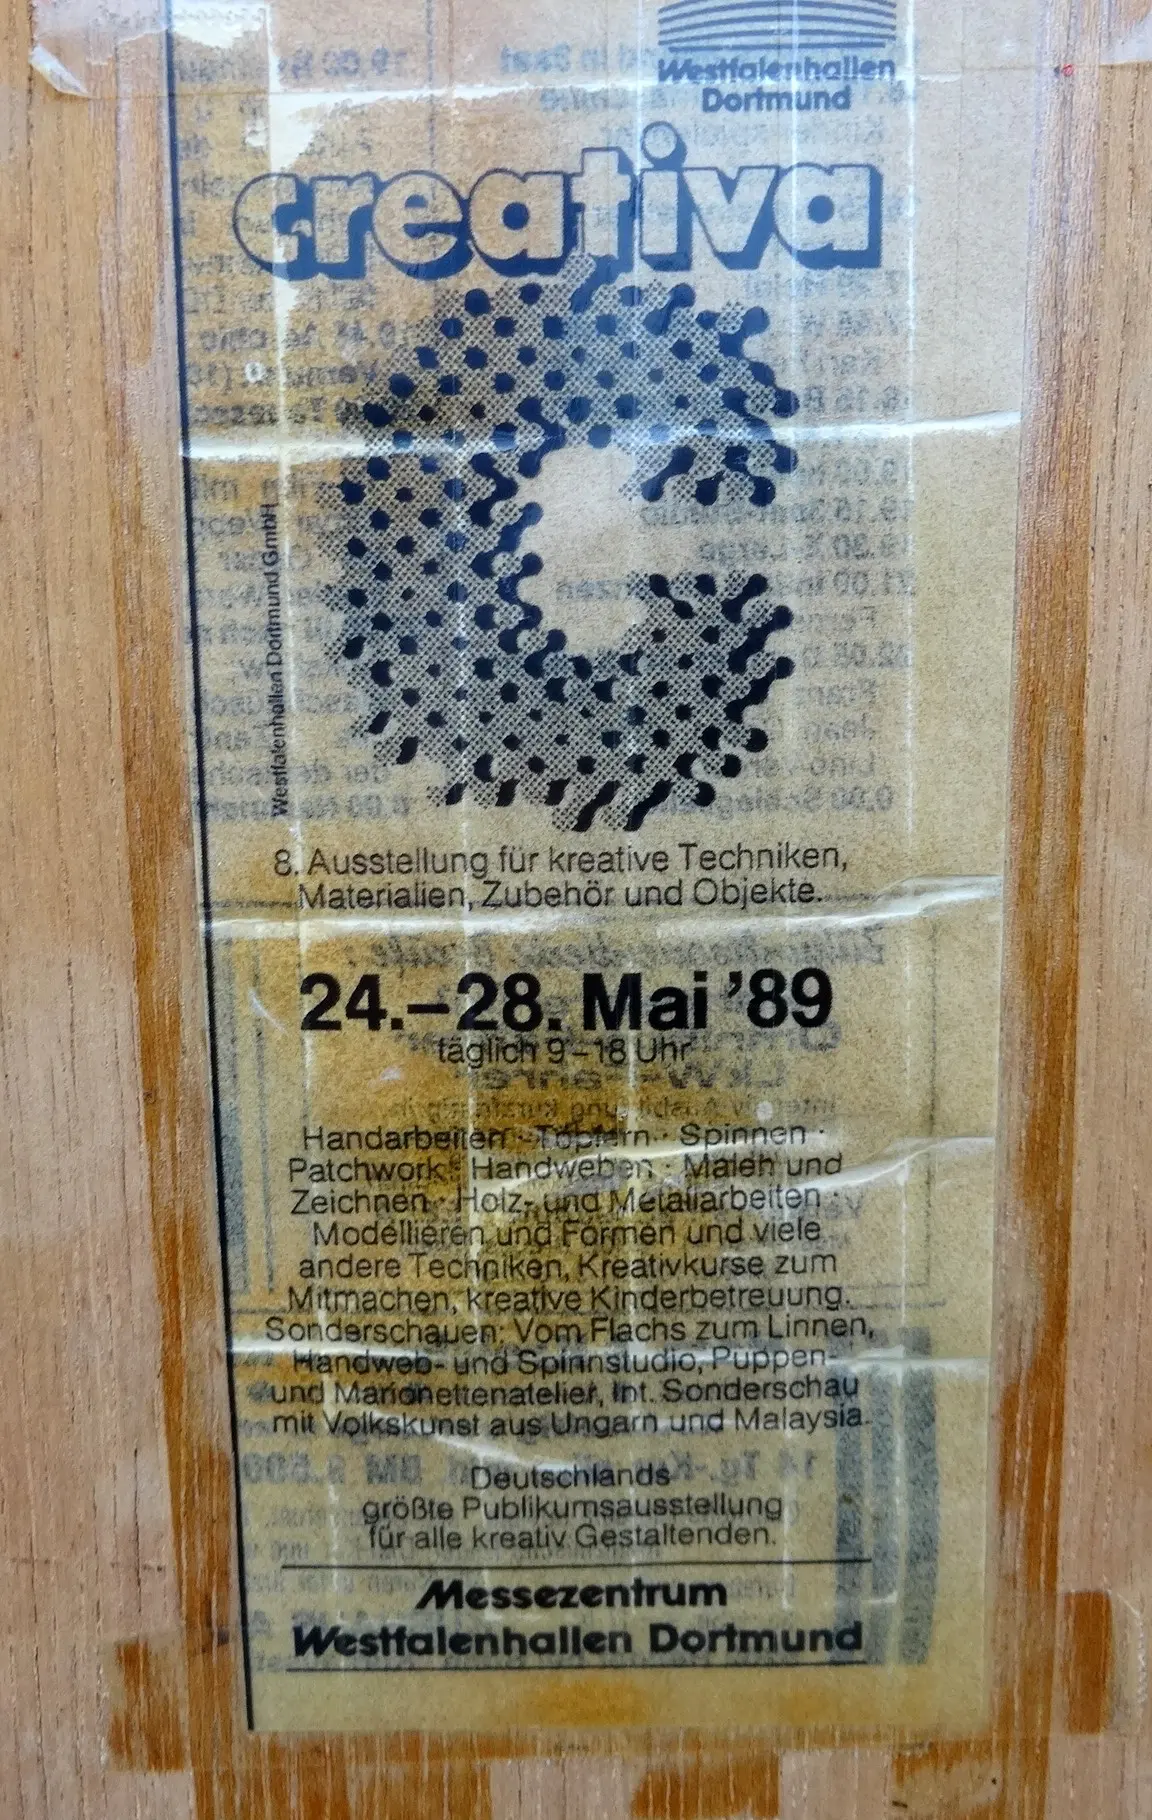 Westfalenhallen
Dortmund
creativa
Westfalenhallen Dortmund GmbH
8. Ausstellung für kreative Techniken,
Materialien, Zubehör und Objekte.
24.–28. Mai ’89
täglich 9–18 Uhr
Handarbeiten · Töpfern · Spinnen ·
Patchwork · Handweben · Malen und
Zeichnen · Holz- und Metallarbeiten ·
Modellieren und Formen und viele
andere Techniken, Kreativkurse zum
Mitmachen, kreative Kinderbetreuung.
Sonderschauen: Vom Flachs zum Linnen,
Handweb- und Spinnstudio, Puppen-
und Marionettenatelier, Int. Sonderschau
mit Volkskunst aus Ungarn und Malaysia.
Deutschlands
größte Publikumsausstellung
für alle kreativ Gestaltenden.
Messezentrum
Westfalenhallen Dortmund